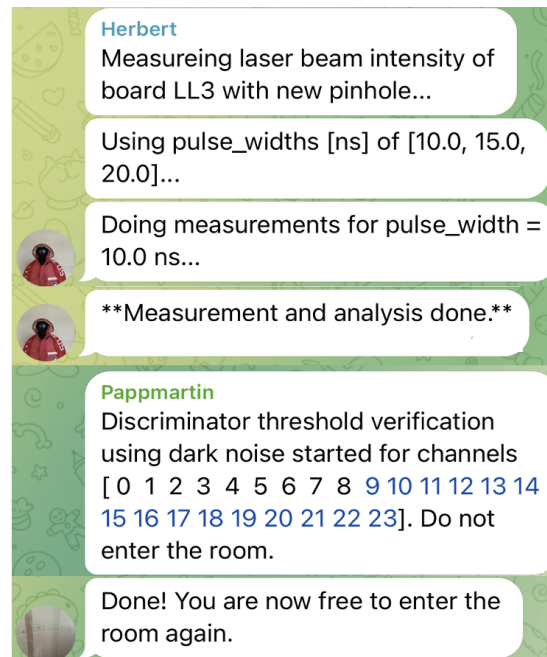 Herbert
Measureing laser beam intensity of
board LL3 with new pinhole...
Using pulse_widths [ns] of [10.0, 15.0,
20.0]...
Doing measurements for pulse_width =
10.0 ns...
**Measurement and analysis done.**
Pappmartin
Discriminator threshold verification
using dark noise started for channels
[ 0 1 2 3 4 5 6 7 8 9 10 11 12 13 14
15 16 17 18 19 20 21 22 23]. Do not
enter the room.
Done! You are now free to enter the
room again.